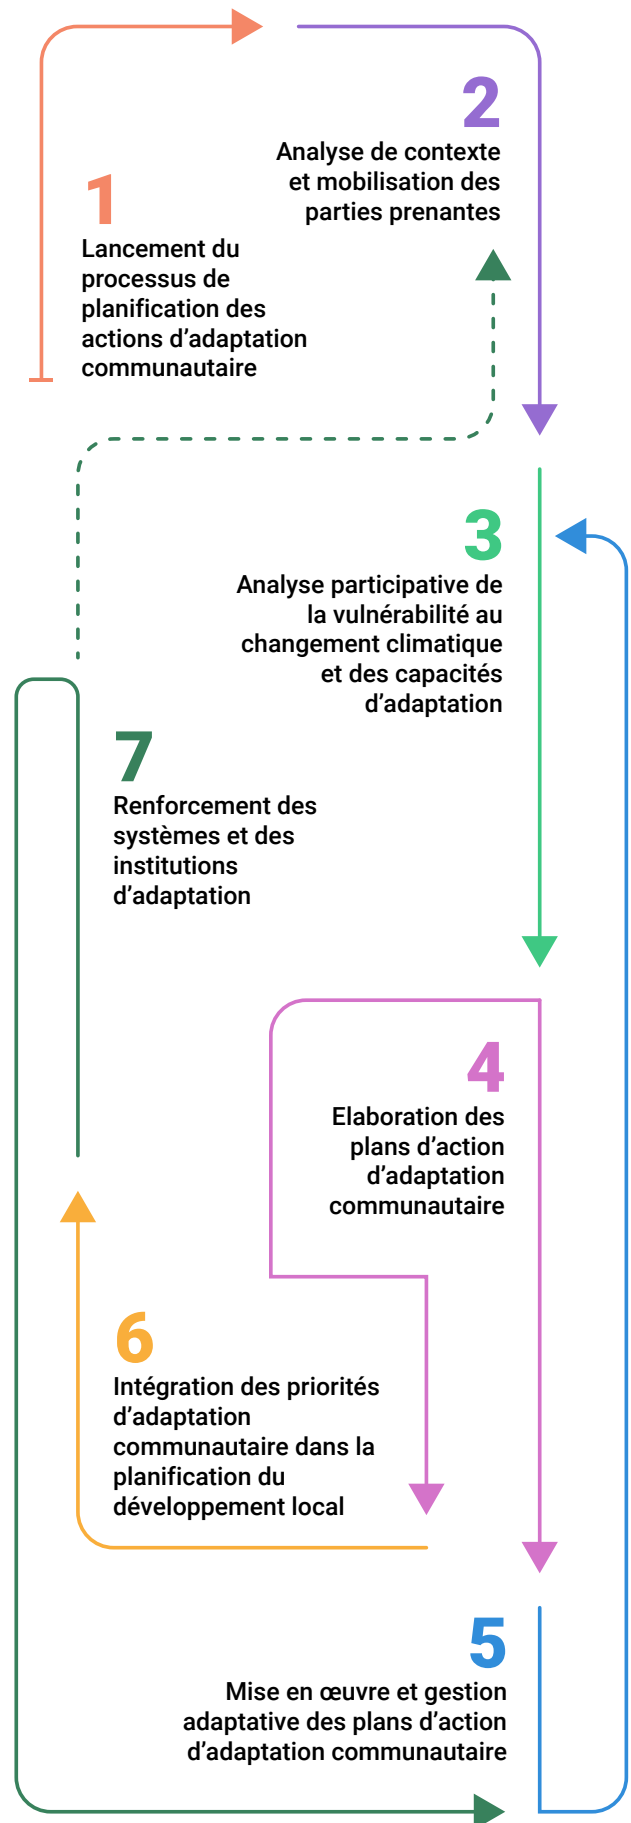 1
Lancement du
processus de
planification des
actions d’adaptation
communautaire
2
Analyse de contexte
et mobilisation des
parties prenantes
3
Analyse participative de
la vulnérabilité au
changement climatique
et des capacités
d’adaptation
4
Elaboration des
plans d’action
d’adaptation
communautaire
5
Mise en œuvre et gestion
adaptative des plans d’action
d’adaptation communautaire
6
Intégration des priorités
d’adaptation
communautaire dans la
planification du
développement local
7
Renforcement des
systèmes et des
institutions
d’adaptation